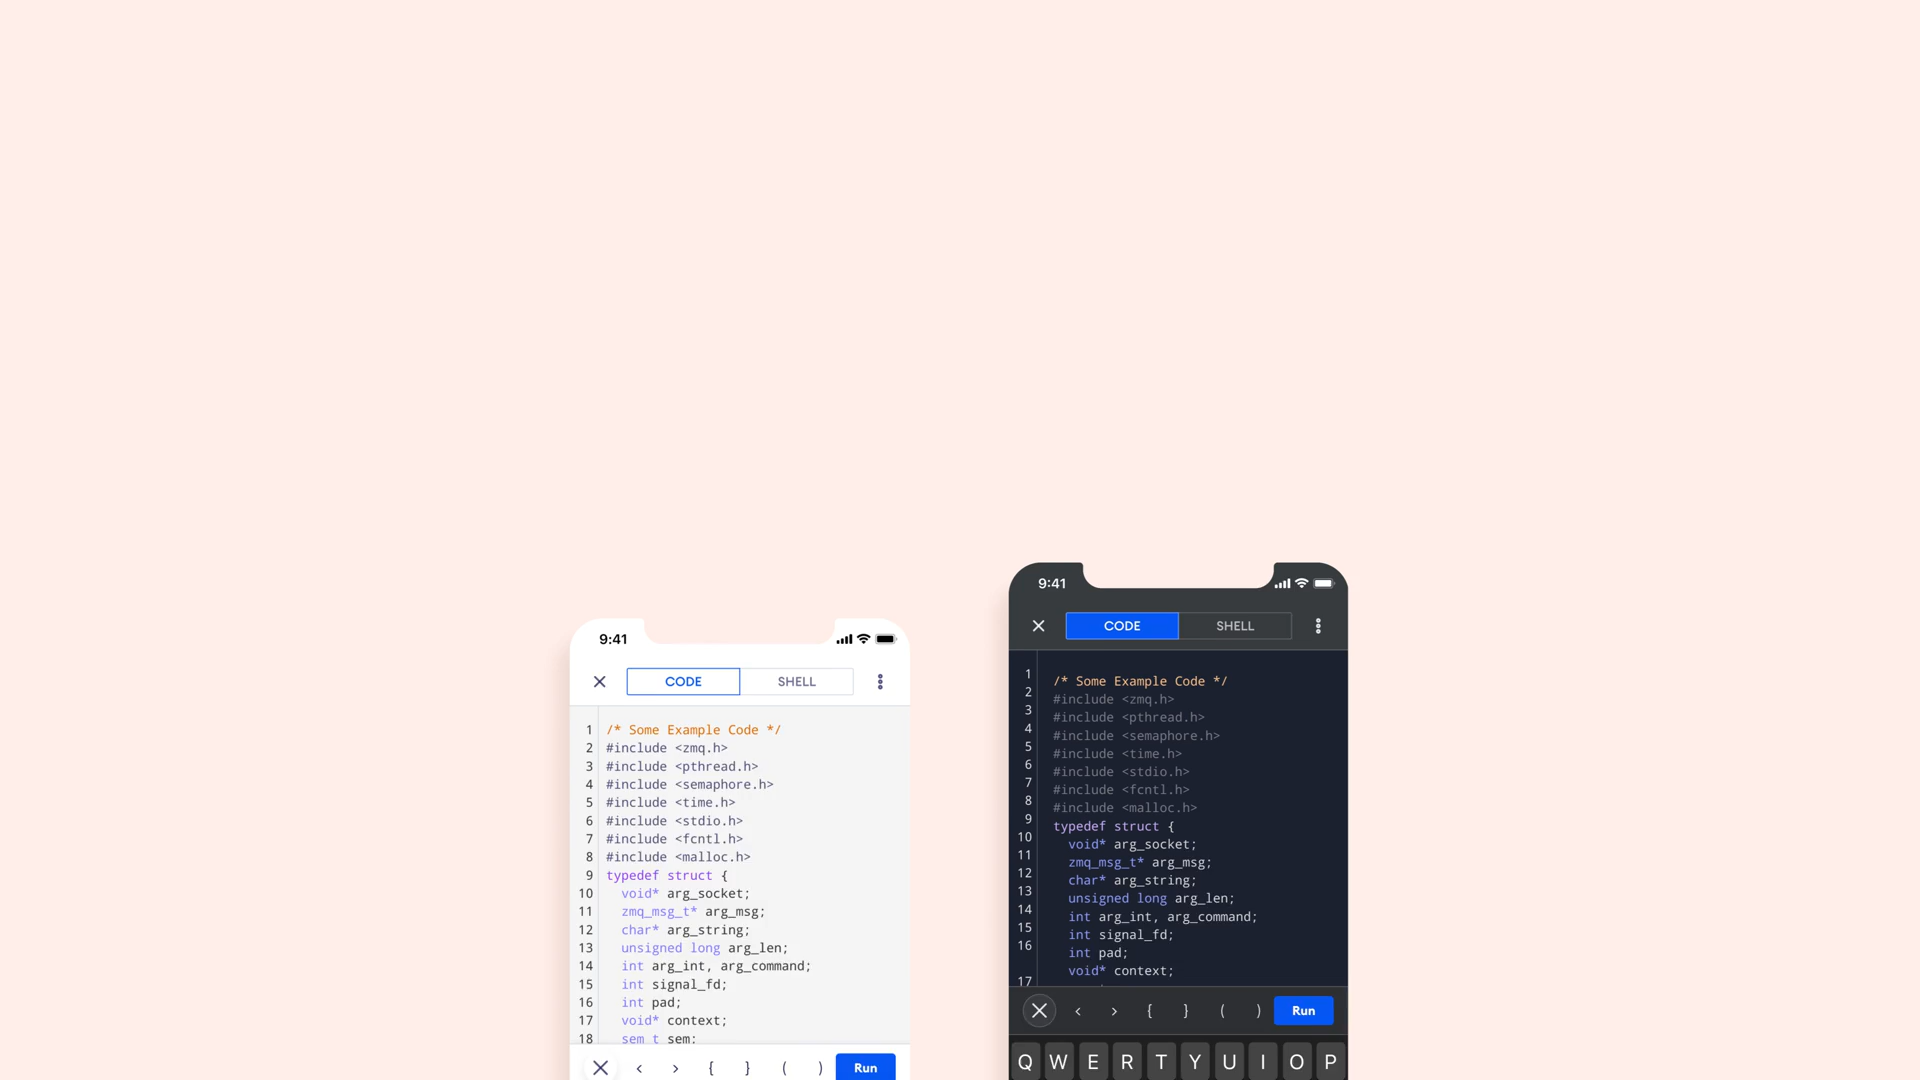 9:41
CODE SHELL
1 /* Some Example Code */
2 #include <zmq.h>
3 #include <pthread.h>
4 #include <semaphore.h>
5 #include <time.h>
6 #include <stdio.h>
7 #include <fcntl.h>
8 #include <malloc.h>
9 typedef struct {
10 void* arg_socket;
11 zmq_msg_t* arg_msg;
12 char* arg_string;
13 unsigned long arg_len;
14 int arg_int, arg_command;
15 int signal_fd;
16 int pad;
17 void* context;
18 sem_t sem;
< > { } ( ) Run
9:41
CODE SHELL
1 /* Some Example Code */
2 #include <zmq.h>
3 #include <pthread.h>
4 #include <semaphore.h>
5 #include <time.h>
6 #include <stdio.h>
7 #include <fcntl.h>
8 #include <malloc.h>
9 typedef struct {
10 void* arg_socket;
11 zmq_msg_t* arg_msg;
12 char* arg_string;
13 unsigned long arg_len;
14 int arg_int, arg_command;
15 int signal_fd;
16 int pad;
void* context;
17
< > { } ( ) Run
Q W E R T Y U I O P